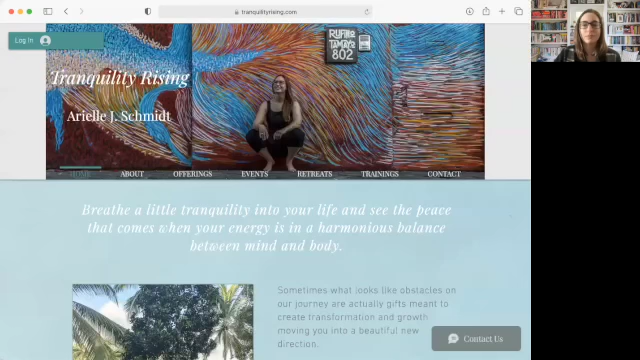 tranquilityrising.com
Log In
RUFINO
TAMAYO
802
Tranquility Rising
Arielle J. Schmidt
HOME
ABOUT
OFFERINGS
EVENTS
RETREATS
TRAININGS
CONTACT
Breathe a little tranquility into your life and see the peace
that comes when your energy is in a harmonious balance
between mind and body.
Sometimes what looks like obstacles on
our journey are actually gifts meant to
create transformation and growth
moving you into a beautiful new
direction.
Contact Us